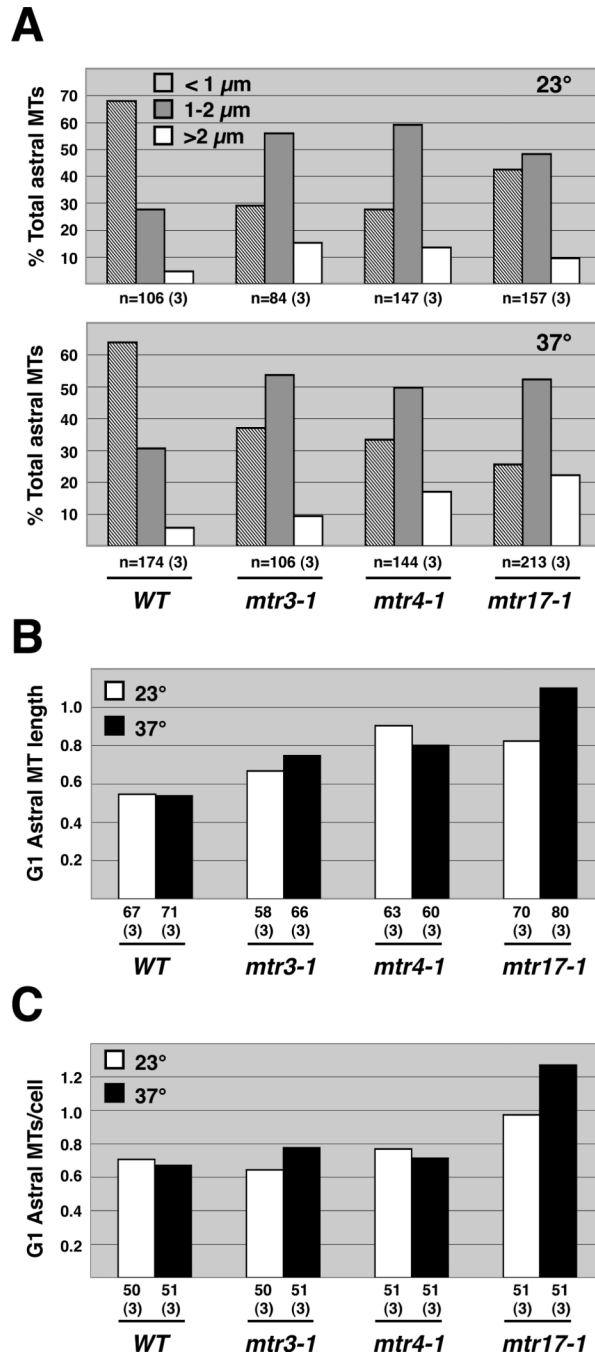 A
23°
< 1 µm
1-2 µm
>2 µm
% Total astral MTs
70
60
50
40
30
20
10
n=106 (3) n=84 (3) n=147 (3) n=157 (3)
37°
% Total astral MTs
60
50
40
30
20
10
n=174 (3) n=106 (3) n=144 (3) n=213 (3)
WT mtr3-1 mtr4-1 mtr17-1
B
23°
37°
G1 Astral MT length
1.0
0.8
0.6
0.4
0.2
67 71 58 66 63 60 70 80
(3) (3) (3) (3) (3) (3) (3) (3)
WT mtr3-1 mtr4-1 mtr17-1
C
23°
37°
G1 Astral MTs/cell
1.2
1.0
0.8
0.6
0.4
0.2
50 51 50 51 51 51 51 51
(3) (3) (3) (3) (3) (3) (3) (3)
WT mtr3-1 mtr4-1 mtr17-1